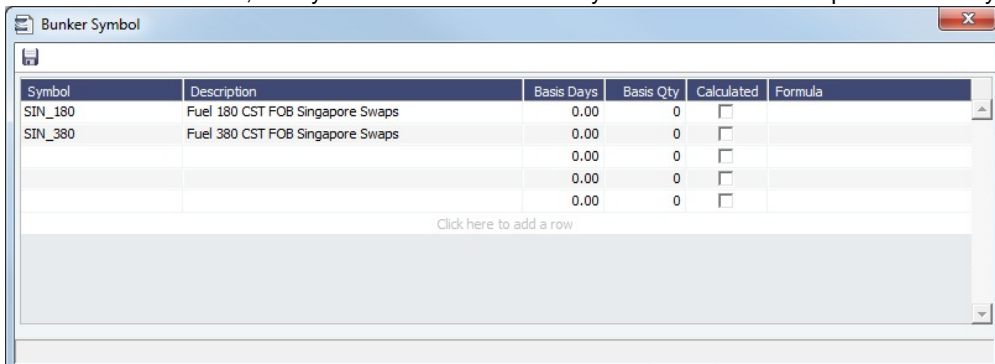 Bunker Symbol
Symbol Description Basis Days Basis Qty Calculated Formula
SIN_180 Fuel 180 CST FOB Singapore Swaps 0.00 0
SIN_380 Fuel 380 CST FOB Singapore Swaps 0.00 0
0.00 0
0.00 0
0.00 0
Click here to add a row